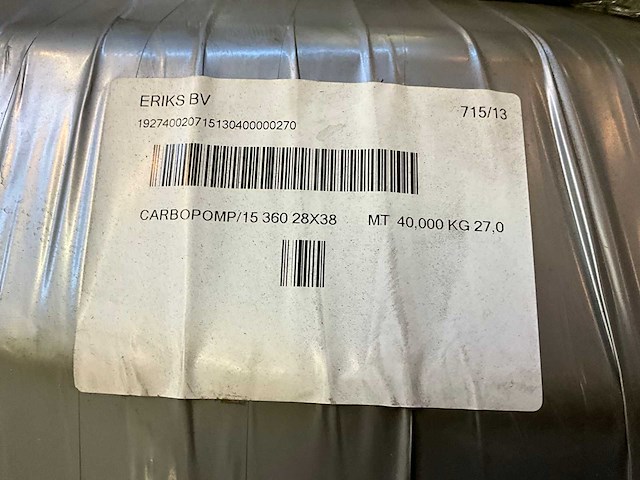 ERIKS BV
715/13
192740020715130400000270
CARBOPOMP/15 360 28X38 MT 40,000 KG 27,0